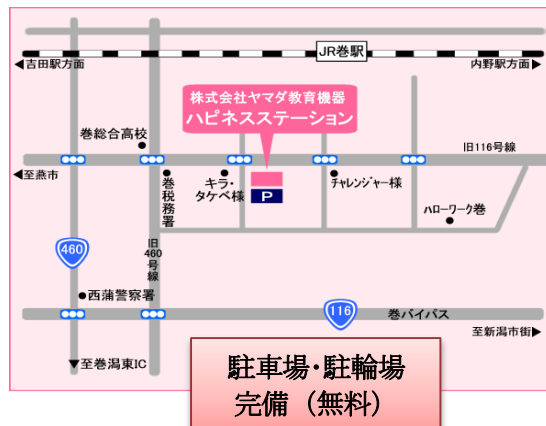 JR巻駅
◀吉田駅方面
内野駅方面▶
株式会社ヤマダ教育機器
ハピネスステーション
巻総合高校
旧116号線
◀至燕市
巻税務署
キラ・
タケベ様
P
チャレンジャー様
ハローワーク巻
旧460号線
460
西蒲警察署
116
巻バイパス
至新潟市街▶
▼至巻潟東IC
駐車場・駐輪場
完備（無料）